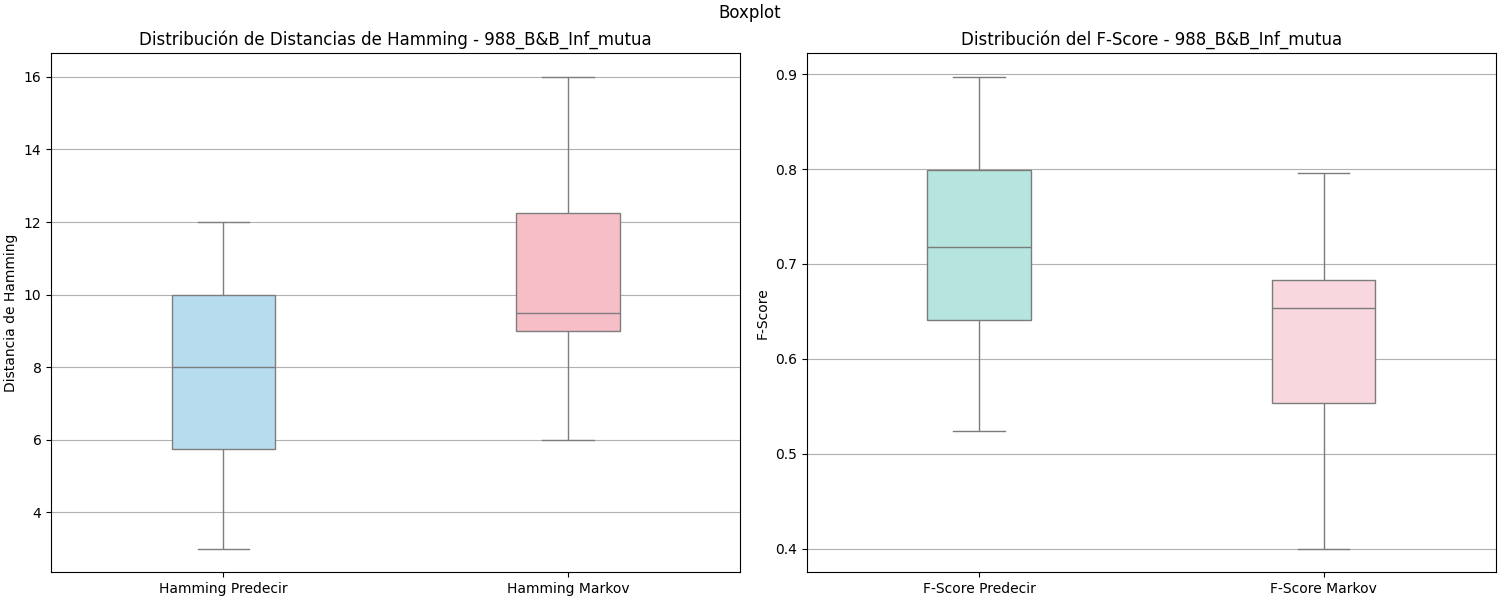 Boxplot
Distribución de Distancias de Hamming - 988_B&B_Inf_mutua
Distancia de Hamming
16
14
12
10
8
6
4
Hamming Predecir
Hamming Markov
Distribución del F-Score - 988_B&B_Inf_mutua
F-Score
0.9
0.8
0.7
0.6
0.5
0.4
F-Score Predecir
F-Score Markov